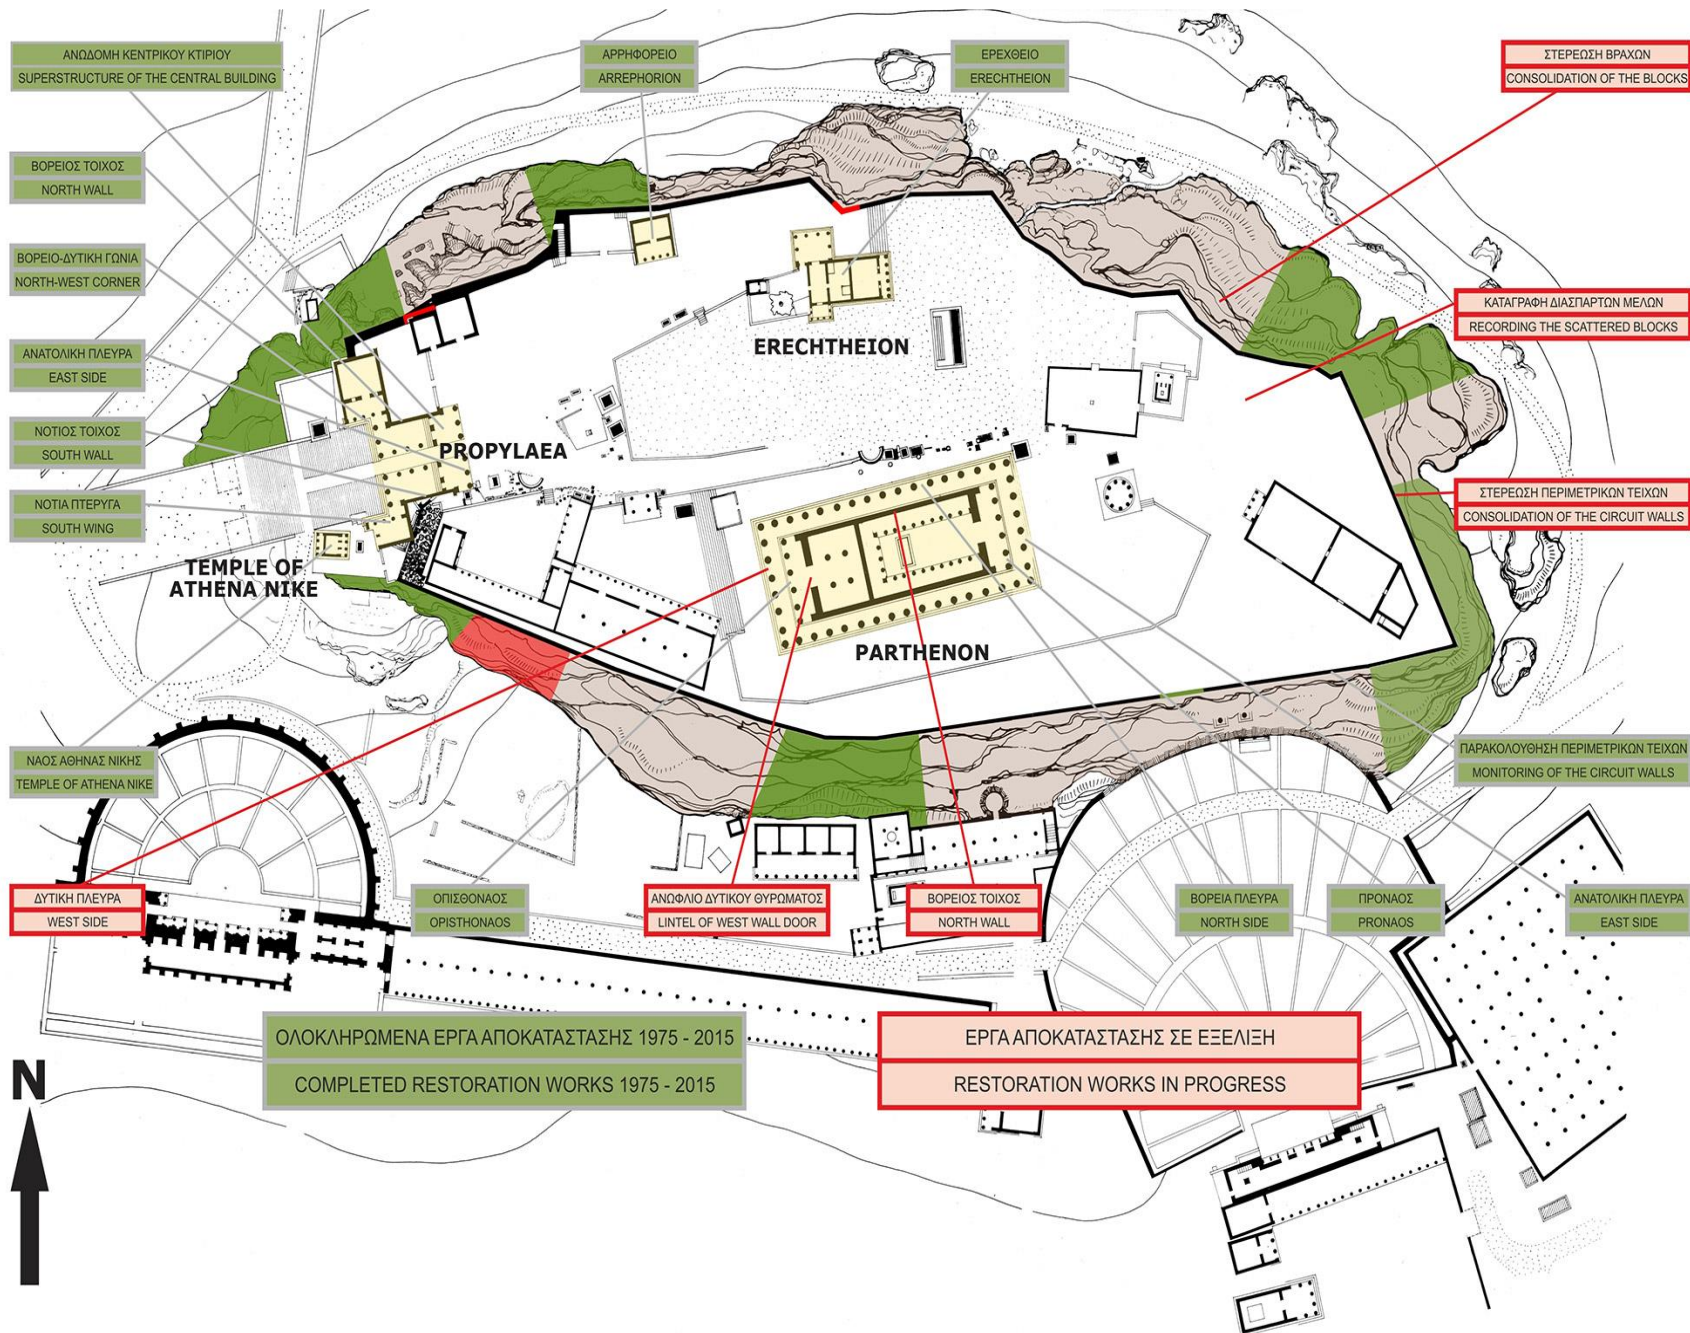 ΑΝΩΔΟΜΗ ΚΕΝΤΡΙΚΟΥ ΚΤΙΡΙΟΥ
SUPERSTRUCTURE OF THE CENTRAL BUILDING
ΑΡΡΗΦΟΡΕΙΟ
ARREPHORION
ΕΡΕΧΘΕΙΟ
ERECHTHEION
ΣΤΕΡΕΩΣΗ ΒΡΑΧΩΝ
CONSOLIDATION OF THE BLOCKS
ΒΟΡΕΙΟΣ ΤΟΙΧΟΣ
NORTH WALL
ΒΟΡΕΙΟ-ΔΥΤΙΚΗ ΓΩΝΙΑ
NORTH-WEST CORNER
ΚΑΤΑΓΡΑΦΗ ΔΙΑΣΠΑΡΤΩΝ ΜΕΛΩΝ
RECORDING THE SCATTERED BLOCKS
ΑΝΑΤΟΛΙΚΗ ΠΛΕΥΡΑ
EAST SIDE
ERECHTHEION
ΝΟΤΙΟΣ ΤΟΙΧΟΣ
SOUTH WALL
PROPYLAEA
ΝΟΤΙΑ ΠΤΕΡΥΓΑ
SOUTH WING
ΣΤΕΡΕΩΣΗ ΠΕΡΙΜΕΤΡΙΚΩΝ ΤΕΙΧΩΝ
CONSOLIDATION OF THE CIRCUIT WALLS
TEMPLE OF
ATHENA NIKE
PARTHENON
ΝΑΟΣ ΑΘΗΝΑΣ ΝΙΚΗΣ
TEMPLE OF ATHENA NIKE
ΠΑΡΑΚΟΛΟΥΘΗΣΗ ΠΕΡΙΜΕΤΡΙΚΩΝ ΤΕΙΧΩΝ
MONITORING OF THE CIRCUIT WALLS
ΔΥΤΙΚΗ ΠΛΕΥΡΑ
WEST SIDE
ΟΠΙΣΘΟΝΑΟΣ
OPISTHONAOS
ΑΝΩΦΛΙΟ ΔΥΤΙΚΟΥ ΘΥΡΩΜΑΤΟΣ
LINTEL OF WEST WALL DOOR
ΒΟΡΕΙΟΣ ΤΟΙΧΟΣ
NORTH WALL
ΒΟΡΕΙΑ ΠΛΕΥΡΑ
NORTH SIDE
ΠΡΟΝΑΟΣ
PRONAOS
ΑΝΑΤΟΛΙΚΗ ΠΛΕΥΡΑ
EAST SIDE
ΟΛΟΚΛΗΡΩΜΕΝΑ ΕΡΓΑ ΑΠΟΚΑΤΑΣΤΑΣΗΣ 1975 - 2015
COMPLETED RESTORATION WORKS 1975 - 2015
ΕΡΓΑ ΑΠΟΚΑΤΑΣΤΑΣΗΣ ΣΕ ΕΞΕΛΙΞΗ
RESTORATION WORKS IN PROGRESS
N